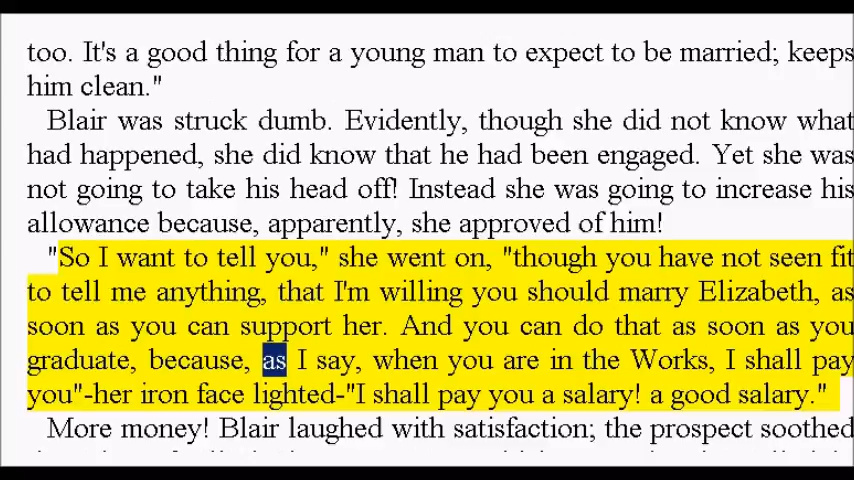 too. It's a good thing for a young man to expect to be married; keeps
him clean."
Blair was struck dumb. Evidently, though she did not know what
had happened, she did know that he had been engaged. Yet she was
not going to take his head off! Instead she was going to increase his
allowance because, apparently, she approved of him!
"So I want to tell you," she went on, "though you have not seen fit
to tell me anything, that I'm willing you should marry Elizabeth, as
soon as you can support her. And you can do that as soon as you
graduate, because, as I say, when you are in the Works, I shall pay
you"-her iron face lighted-"I shall pay you a salary! a good salary."
More money! Blair laughed with satisfaction; the prospect soothed